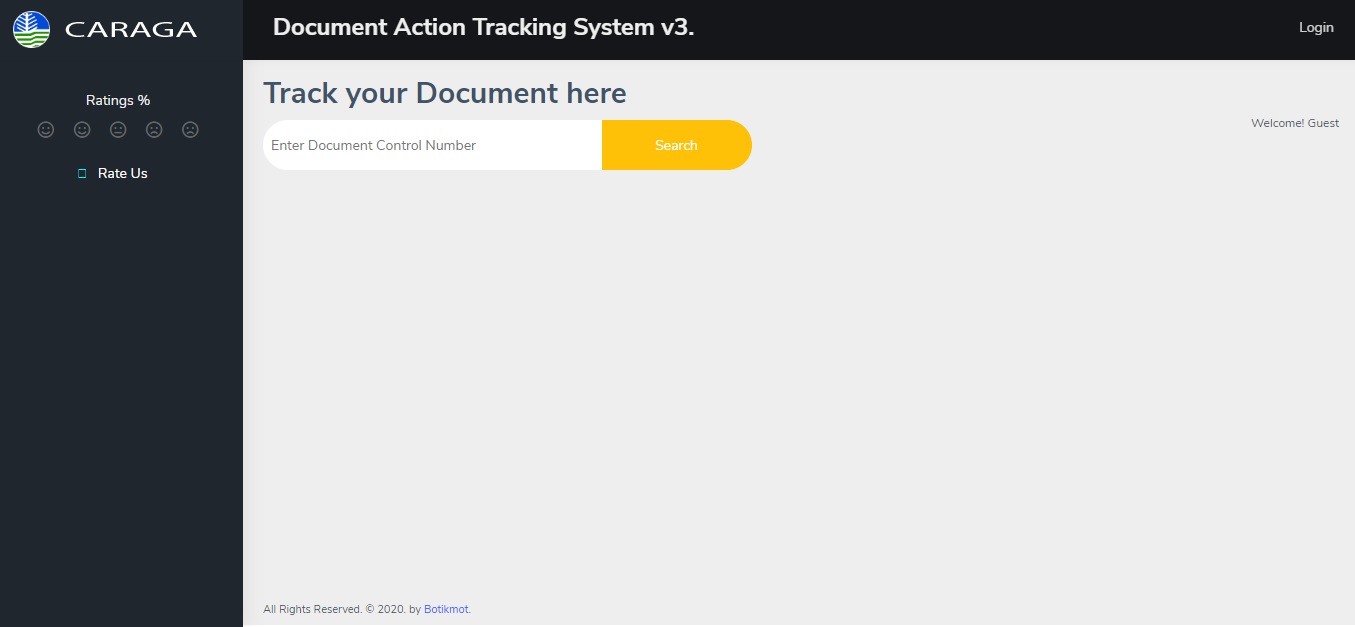 CARAGA
Document Action Tracking System v3.
Login
Ratings %
Rate Us
Track your Document here
Welcome! Guest
Enter Document Control Number
Search
All Rights Reserved. © 2020. by Botikmot.